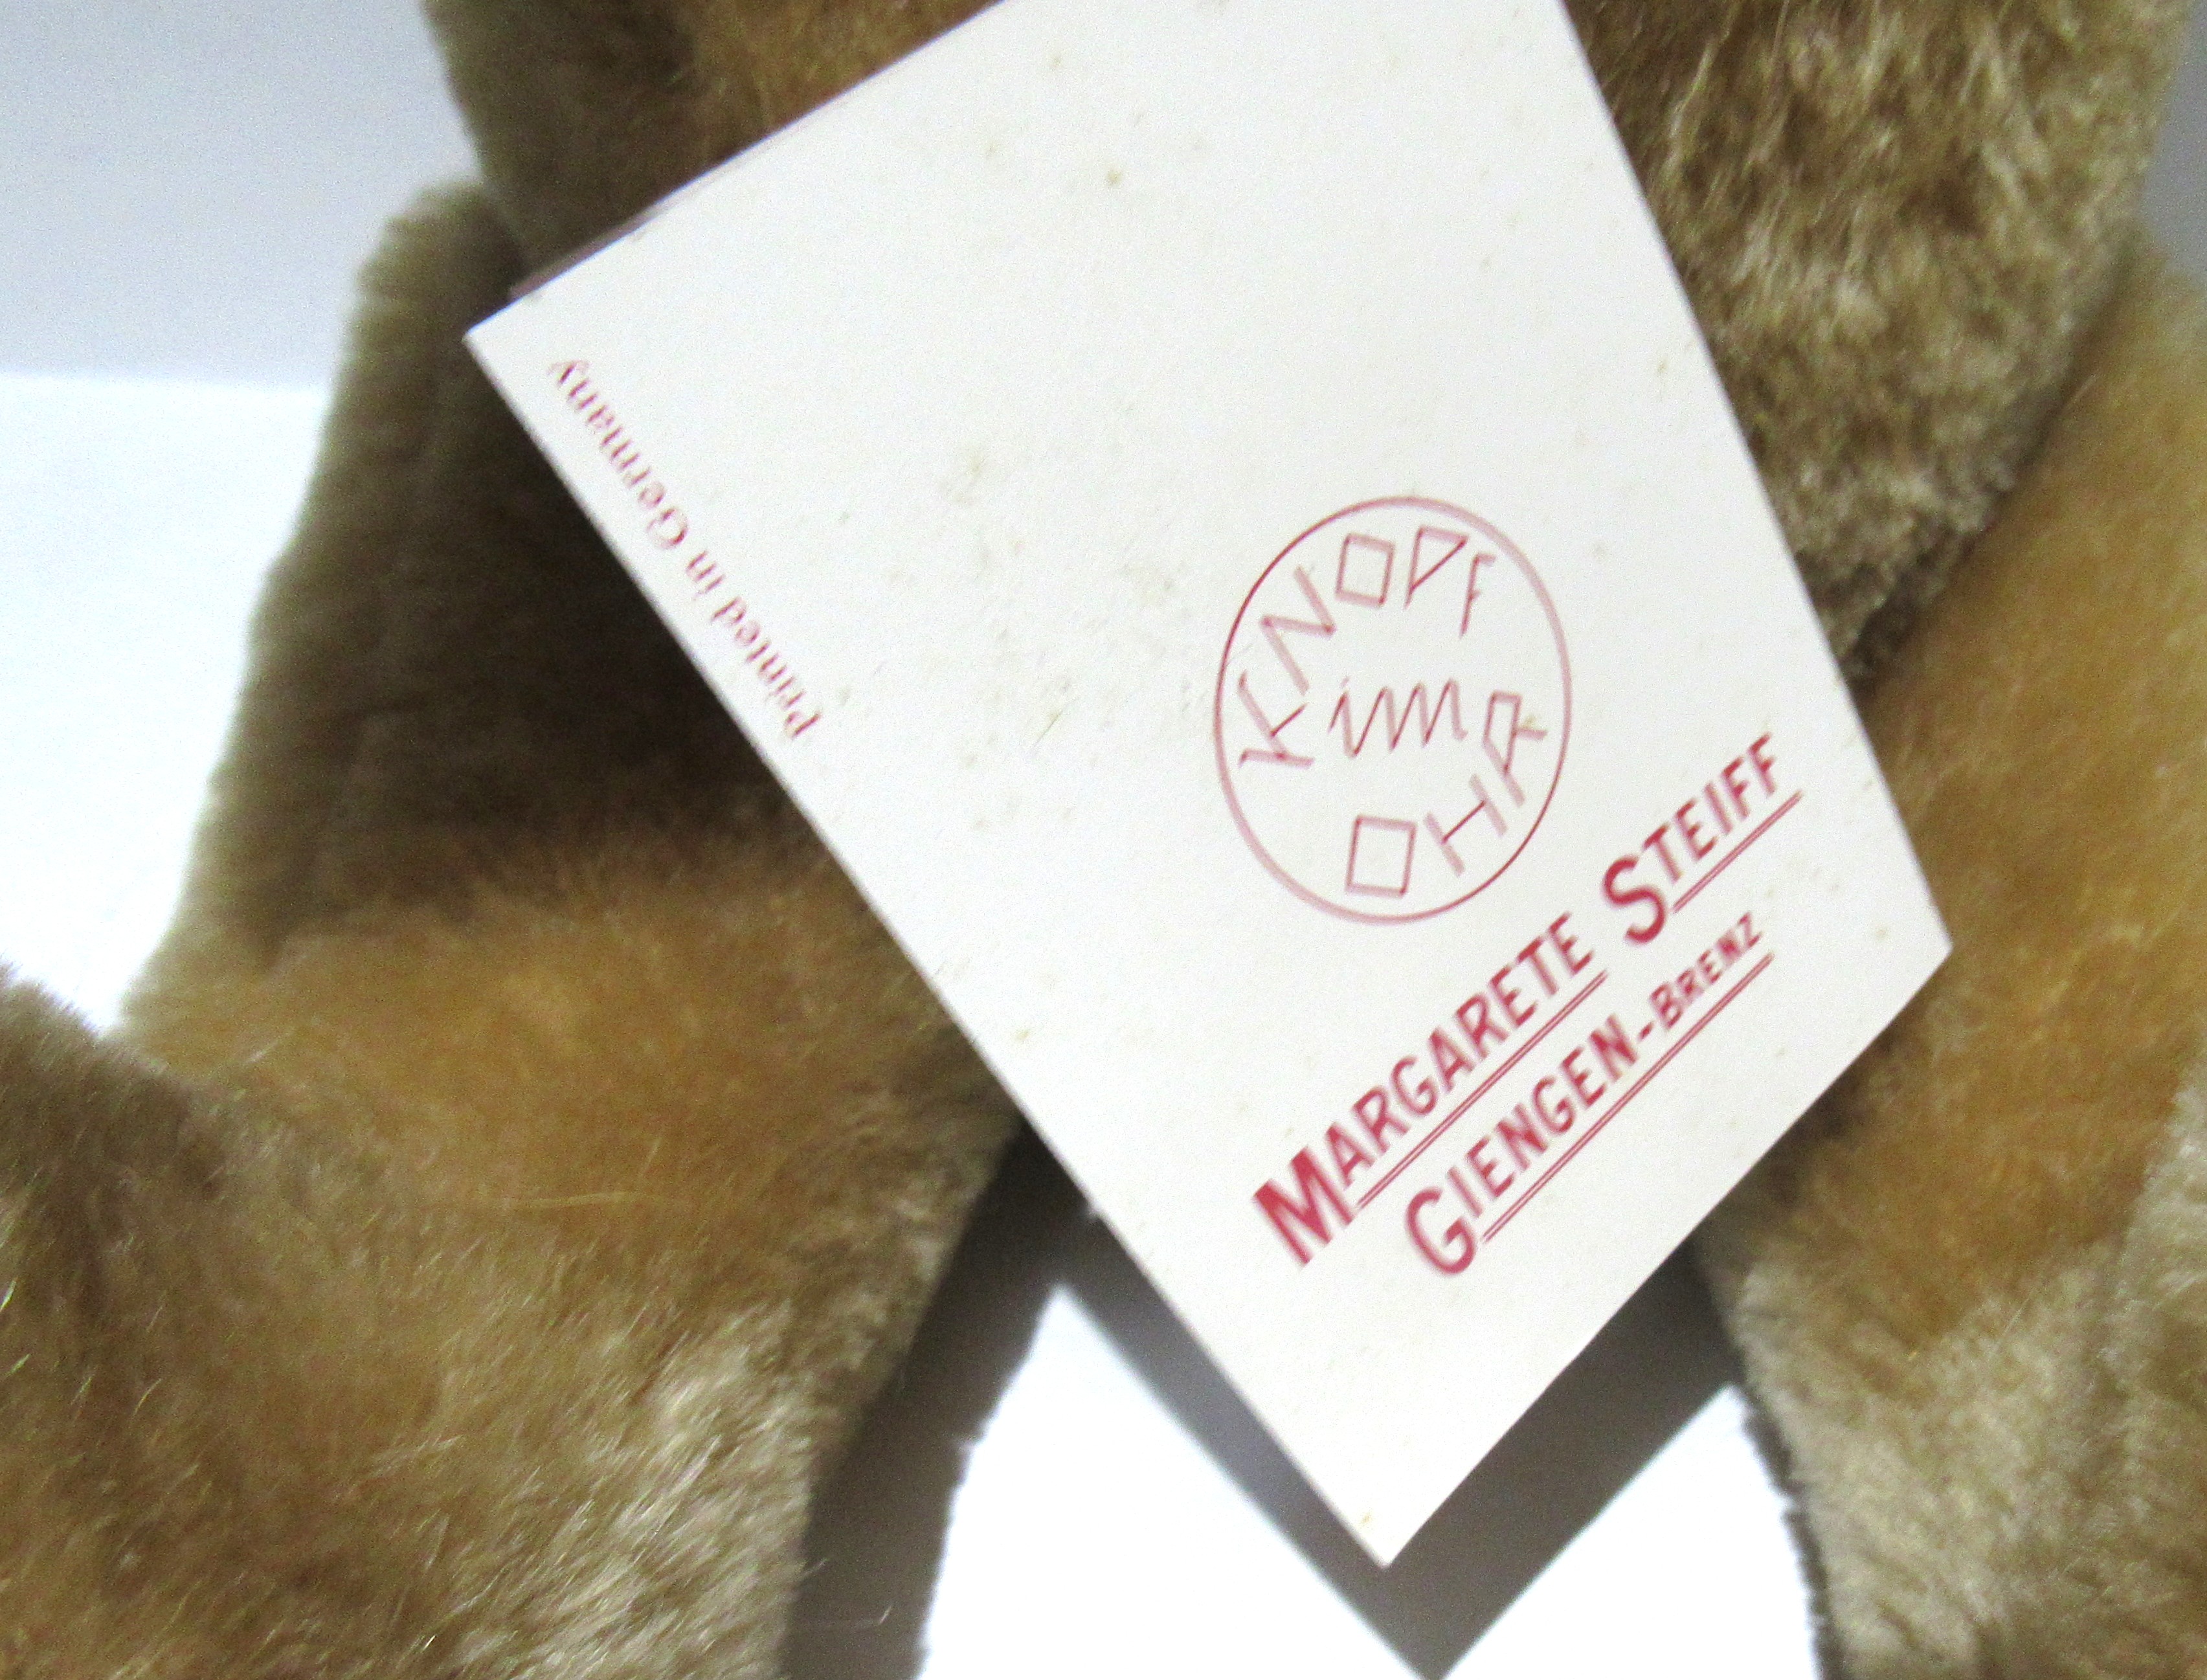 KNOPF
im
OHR
MARGARETE STEIFF
GIENGEN-BRENZ
Printed in Germany